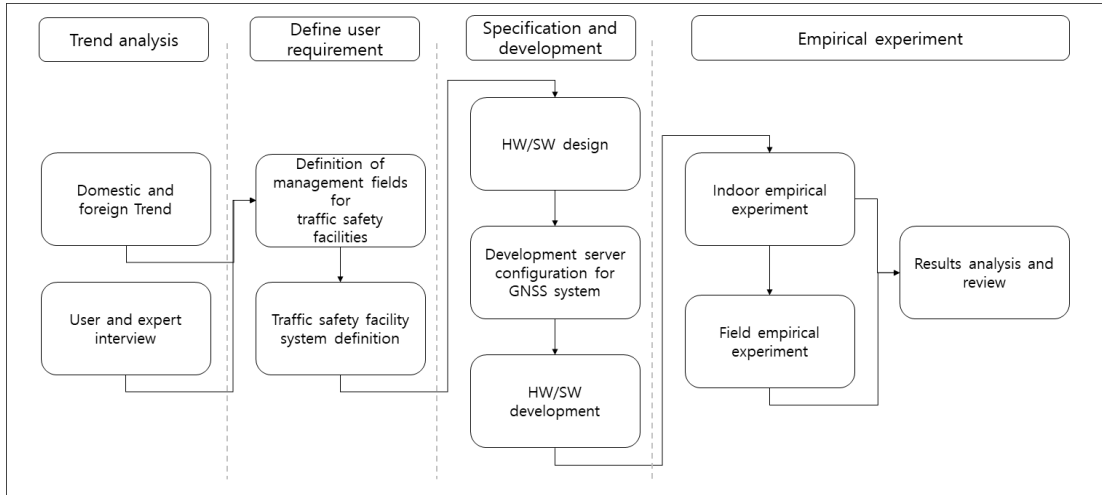 Trend analysis
Define user
requirement
Specification and
development
Empirical experiment
Domestic and
foreign Trend
User and expert
interview
Definition of
management fields
for
traffic safety
facilities
Traffic safety facility
system definition
HW/SW design
Development server
configuration for
GNSS system
HW/SW
development
Indoor empirical
experiment
Field empirical
experiment
Results analysis and
review